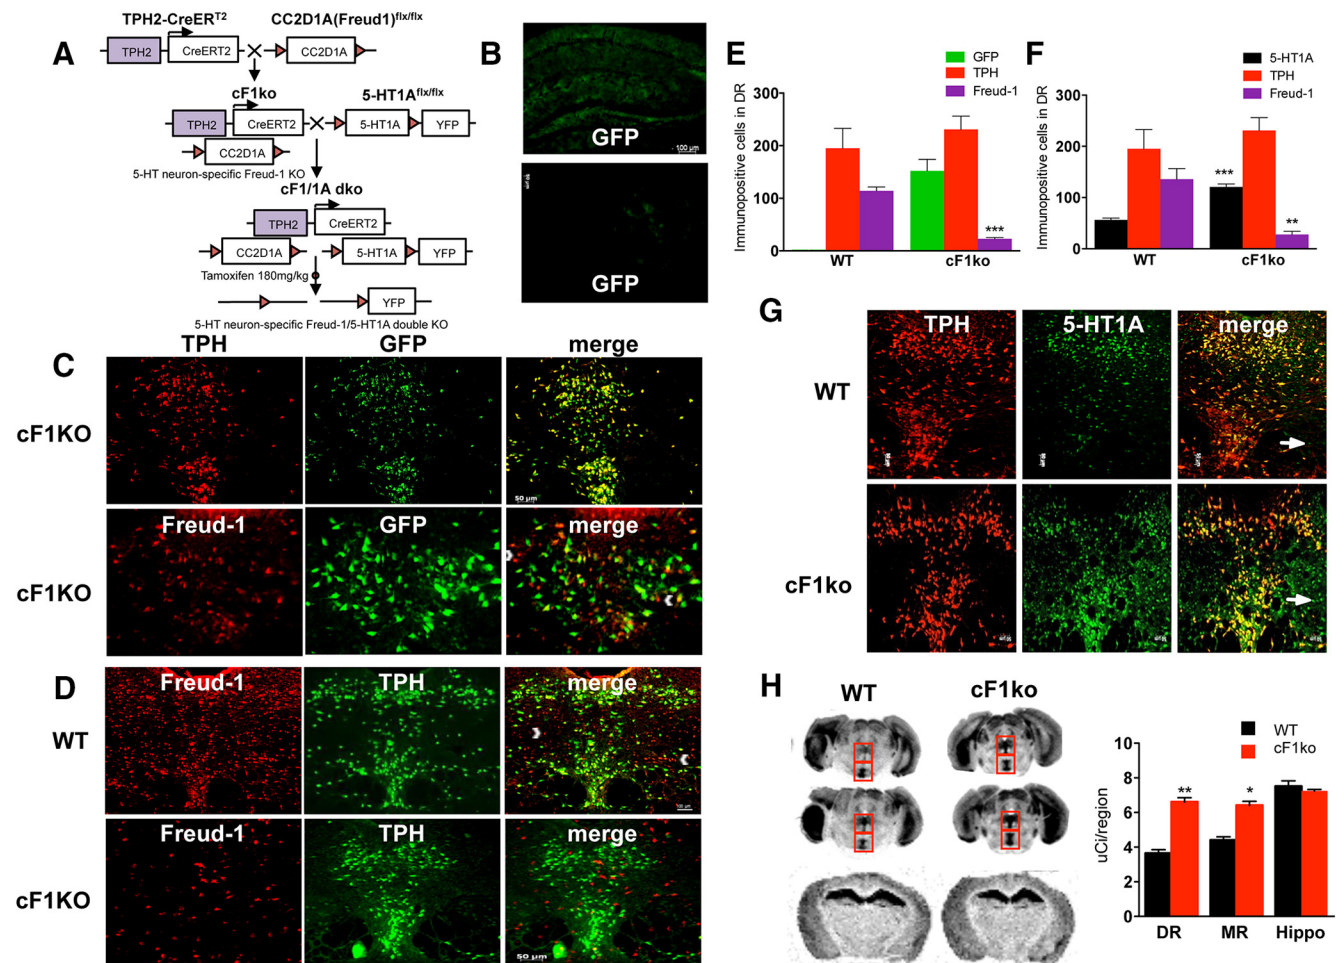 A
TPH2-CreER^T2
CC2D1A(Freud1)^flx/flx
TPH2
CreERT2
CC2D1A
cF1ko
5-HT1A^flx/flx
TPH2
CreERT2
5-HT1A
YFP
CC2D1A
5-HT neuron-specific Freud-1 KO
cF1/1A dko
TPH2
CreERT2
CC2D1A
5-HT1A
YFP
Tamoxifen 180mg/kg
YFP
5-HT neuron-specific Freud-1/5-HT1A double KO
B
GFP
100 µm
GFP
C
TPH
GFP
merge
cF1KO
50 µm
Freud-1
GFP
merge
cF1KO
D
Freud-1
TPH
merge
WT
100 µm
Freud-1
TPH
merge
cF1KO
50 µm
E
GFP
TPH
Freud-1
Immunopositive cells in DR
300
200
100
0
***
WT
cF1ko
F
5-HT1A
TPH
Freud-1
Immunopositive cells in DR
300
200
100
0
***
**
WT
cF1ko
G
TPH
5-HT1A
merge
WT
cF1ko
H
WT
cF1ko
WT
cF1ko
uCi/region
10
8
6
4
2
0
**
*
DR
MR
Hippo